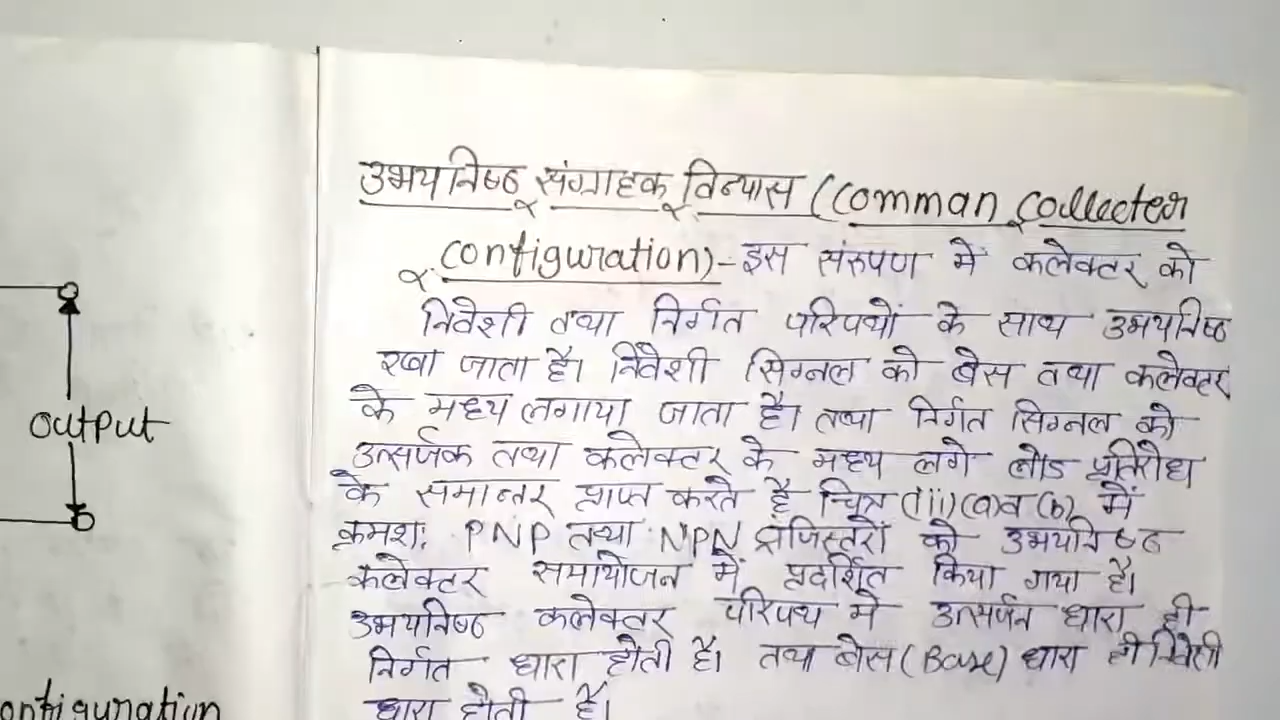 Output
onfiguration
उभयनिष्ठ संग्राहक विन्यास (Comman Collecter
Configuration)- इस संरुपण में कलेक्टर को
निवेशी तथा निर्गत परिपथों के साथ उभयनिष्ठ
रखा जाता है। निवेशी सिग्नल को बेस तथा कलेक्टर
के मध्य लगाया जाता है। तथा निर्गत सिग्नल को
उत्सर्जक तथा कलेक्टर के मध्य लगे लोड प्रतिरोध
के समान्तर प्राप्त करते है चित्र (iii)(a)व (b) में
क्रमश: PNP तथा NPN ट्रांजिस्टरों को उभयनिष्ठ
कलेक्टर समायोजन में प्रदर्शित किया गया है।
उभयनिष्ठ कलेक्टर परिपथ मे उत्सर्जन धारा ही
निर्गत धारा होती है। तथा बेस (Base) धारा ही निवेशी
धारा होती है।